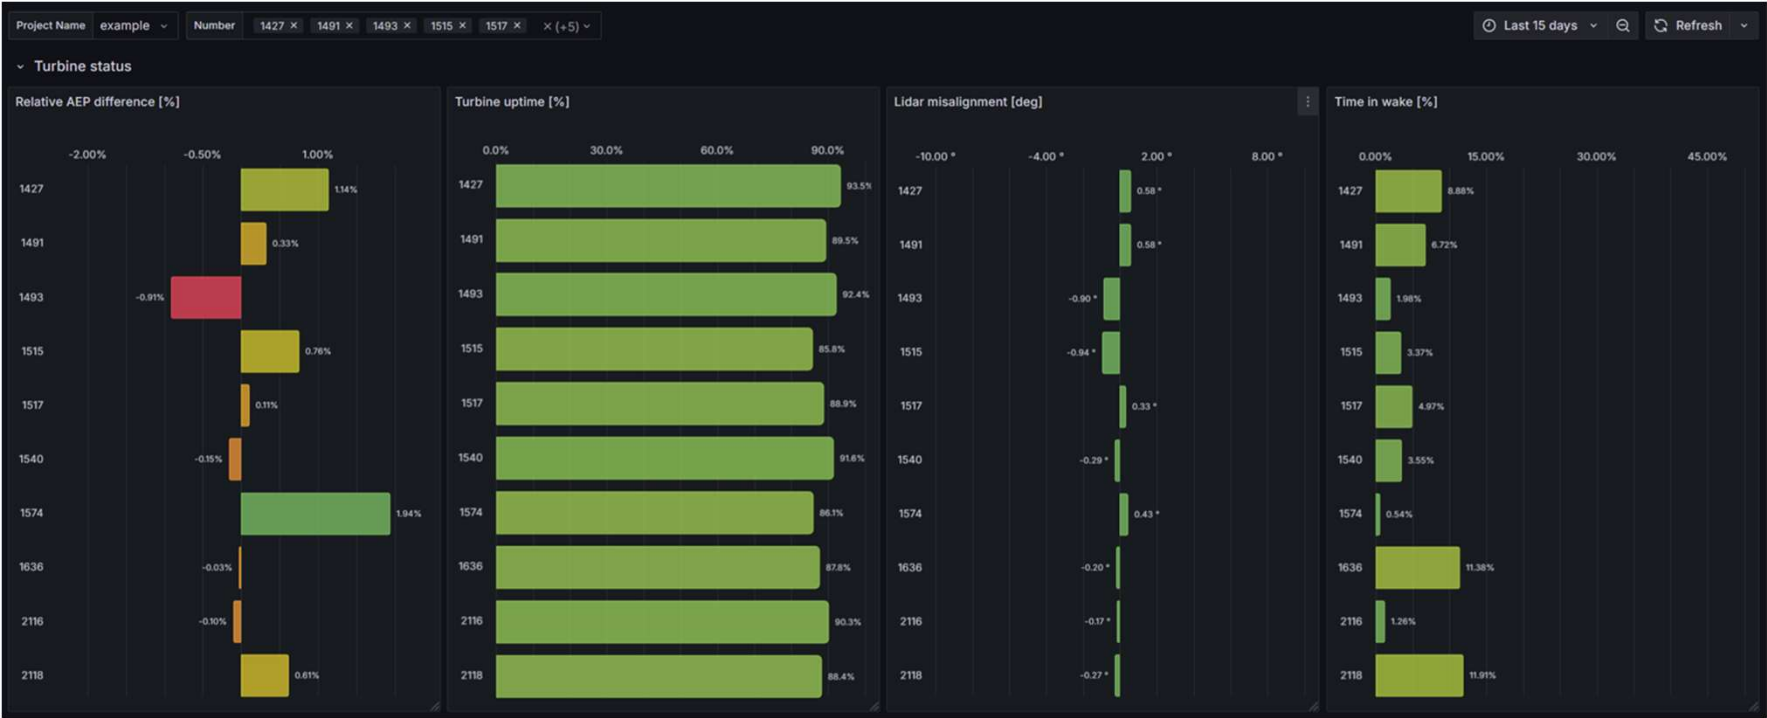 Project Name example Number 1427 × 1491 × 1493 × 1515 × 1517 × × (+5) Last 15 days Refresh
Turbine status
Relative AEP difference [%]
-2.00% -0.50% 1.00%
1427 1.14%
1491 0.33%
1493 -0.91%
1515 0.76%
1517 0.11%
1540 -0.15%
1574 1.94%
1636 -0.03%
2116 -0.10%
2118 0.61%
Turbine uptime [%]
0.0% 30.0% 60.0% 90.0%
1427 93.5%
1491 89.5%
1493 92.4%
1515 85.8%
1517 88.9%
1540 91.6%
1574 86.1%
1636 87.8%
2116 90.3%
2118 88.4%
Lidar misalignment [deg]
-10.00 ° -4.00 ° 2.00 ° 8.00 °
1427 0.58 °
1491 0.58 °
1493 -0.90 °
1515 -0.94 °
1517 0.33 °
1540 -0.29 °
1574 0.43 °
1636 -0.20 °
2116 -0.17 °
2118 -0.27 °
Time in wake [%]
0.00% 15.00% 30.00% 45.00%
1427 8.88%
1491 6.72%
1493 1.98%
1515 3.37%
1517 4.97%
1540 3.55%
1574 0.54%
1636 11.38%
2116 1.26%
2118 11.91%